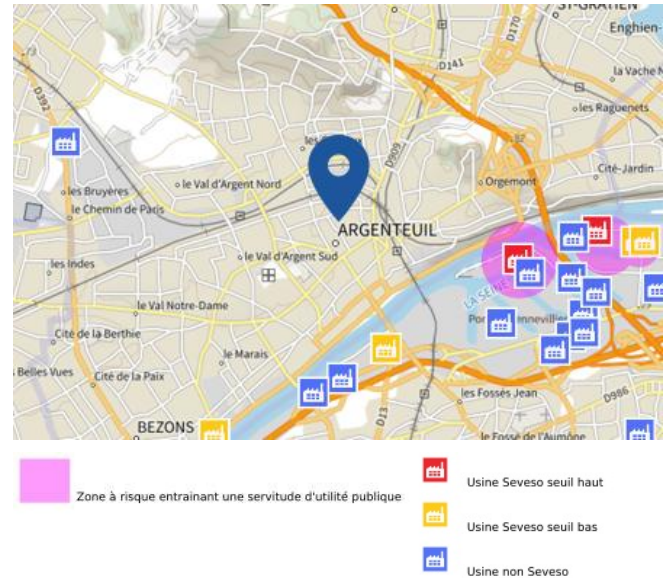 ST-GRATIEN
D170
Enghien-
D141
la Vache N
D392
les Raguenets
D909
Cité-Jardin
Orgemont
les Bruyères
le Val d'Argent Nord
le Chemin de Paris
ARGENTEUIL
le Val d'Argent Sud
les Indes
LA SEINE
le Val Notre-Dame
Cité de la Berthie
le Marais
Belles Vues
Cité de la Paix
les Fossés Jean
D986
D13
BEZONS
le Fossé de l'Aumône
Zone à risque entrainant une servitude d'utilité publique
Usine Seveso seuil haut
Usine Seveso seuil bas
Usine non Seveso